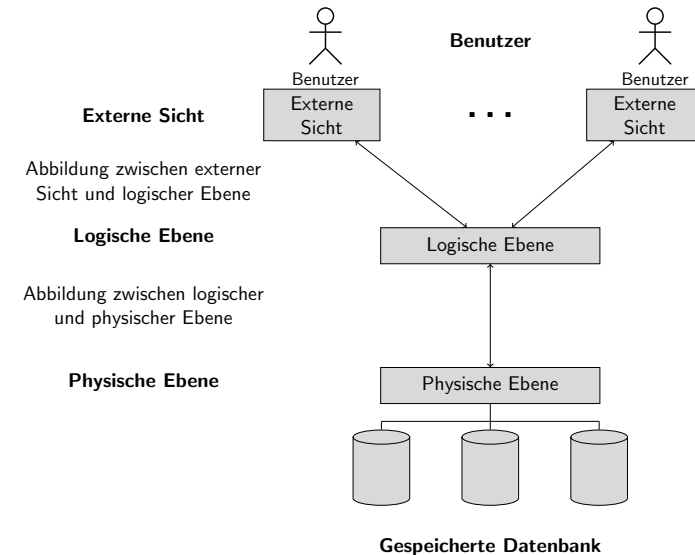 Benutzer
Benutzer
Benutzer
Externe Sicht
Externe
Sicht
. . .
Externe
Sicht
Abbildung zwischen externer
Sicht und logischer Ebene
Logische Ebene
Logische Ebene
Abbildung zwischen logischer
und physischer Ebene
Physische Ebene
Physische Ebene
Gespeicherte Datenbank